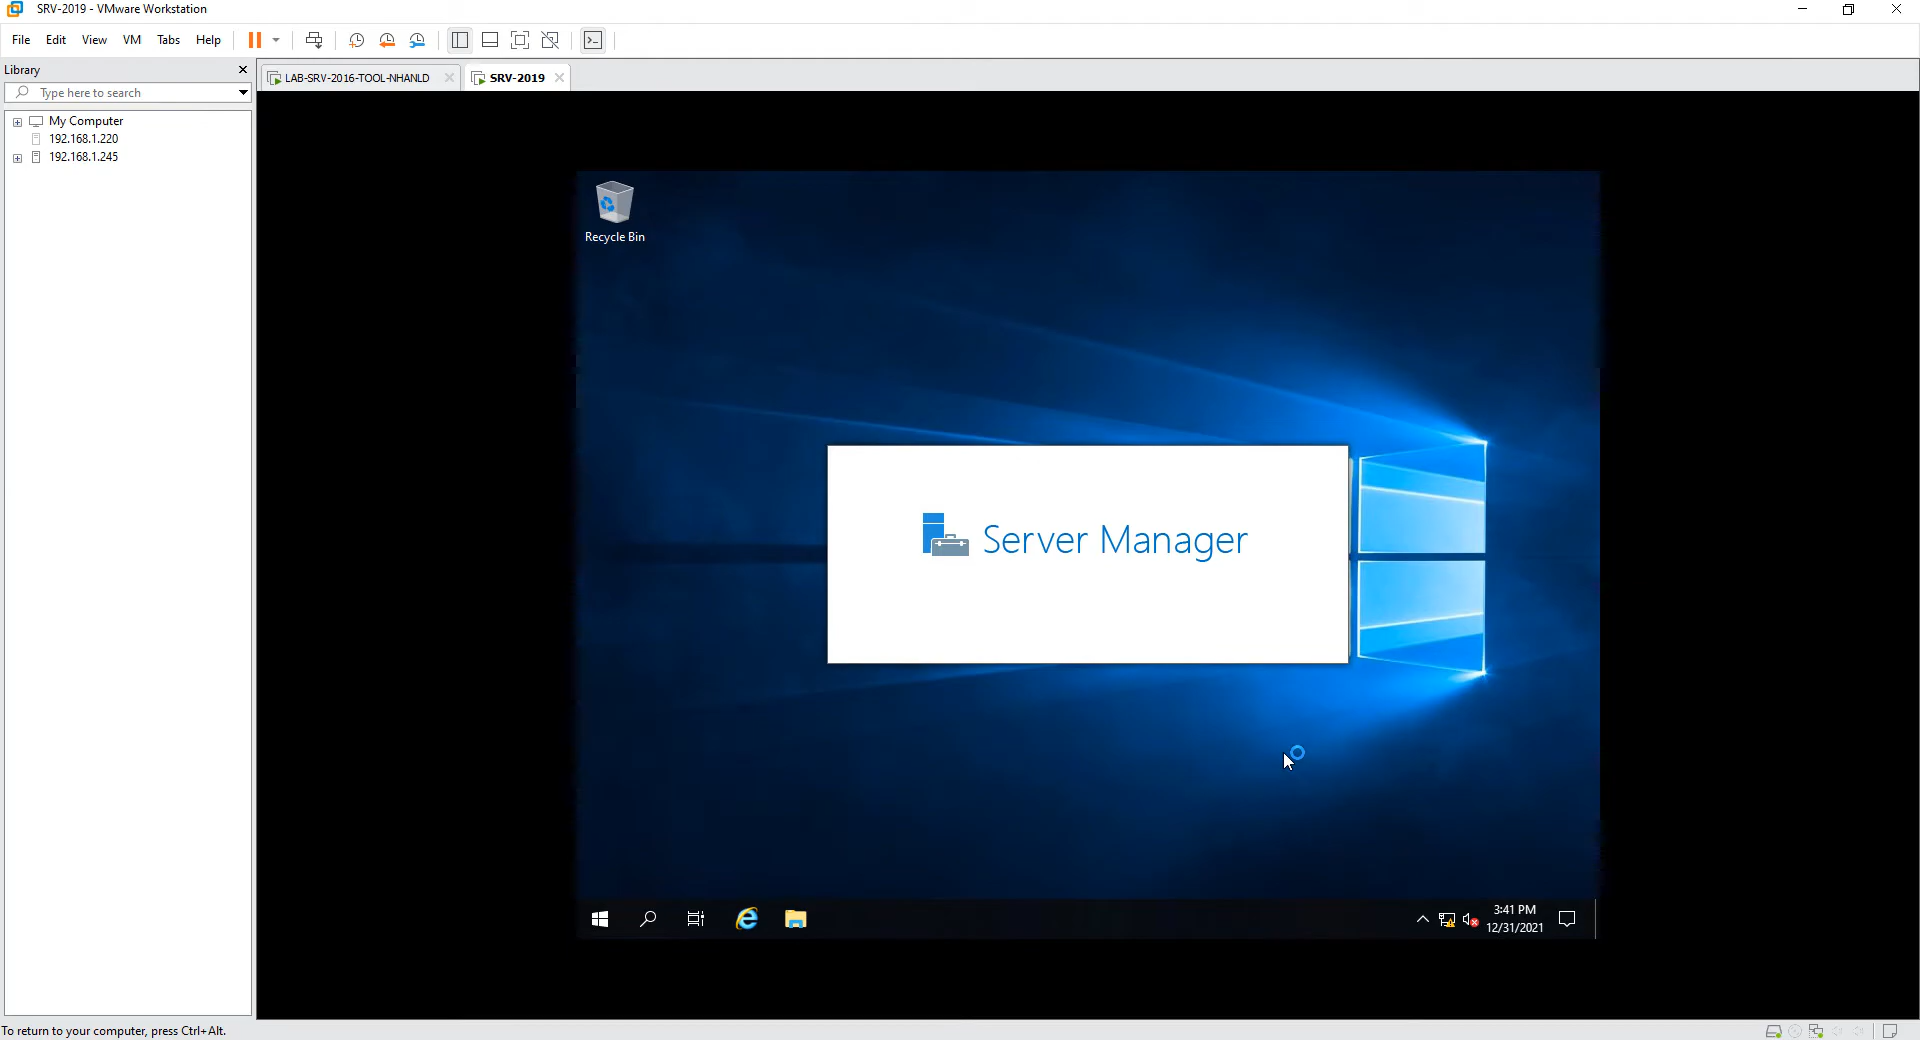 SRV-2019 - VMware Workstation
File Edit View VM Tabs Help
Library
Type here to search
My Computer
192.168.1.220
192.168.1.245
LAB-SRV-2016-TOOL-NHANLD
SRV-2019
Recycle Bin
Server Manager
3:41 PM
12/31/2021
To return to your computer, press Ctrl+Alt.